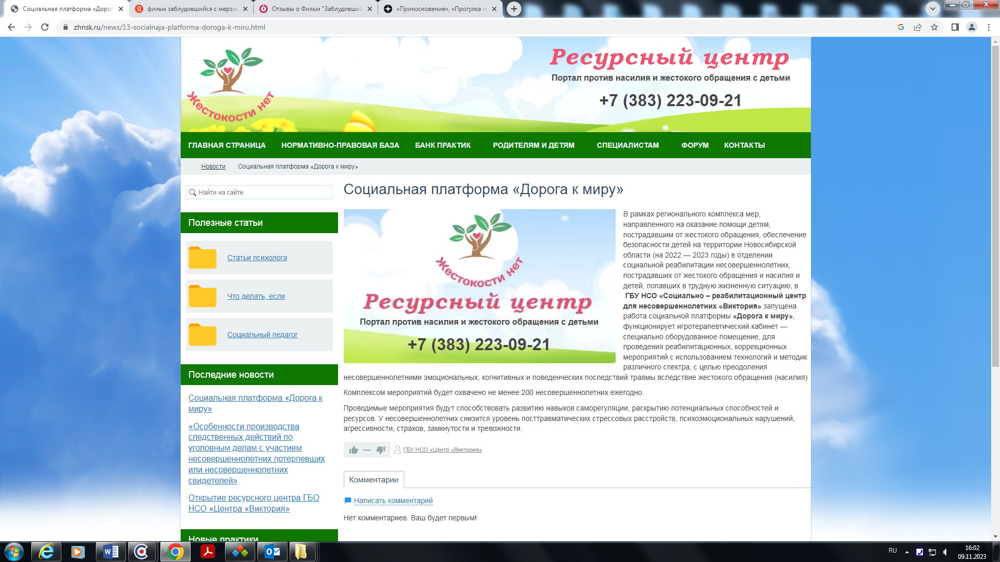 Социальная платформа «Дорог
фильм заблудившийся с мерзли
Отзывы о Фильм "Заблудивший
«Прикосновение», «Прогулка п
zhnsk.ru/news/13-socialnaja-platforma-doroga-k-miru.html
Жестокости нет
Ресурсный центр
Портал против насилия и жестокого обращения с детьми
+7 (383) 223-09-21
ГЛАВНАЯ СТРАНИЦА
НОРМАТИВНО-ПРАВОВАЯ БАЗА
БАНК ПРАКТИК
РОДИТЕЛЯМ И ДЕТЯМ
СПЕЦИАЛИСТАМ
ФОРУМ
КОНТАКТЫ
Новости
Социальная платформа «Дорога к миру»
Найти на сайте
Полезные статьи
Статьи психолога
Что делать, если
Социальный педагог
Последние новости
Социальная платформа «Дорога к
миру»
«Особенности производства
следственных действий по
уголовным делам с участием
несовершеннолетних потерпевших
или несовершеннолетних
свидетелей»
Открытие ресурсного центра ГБО
НСО «Центра «Виктория»
Новые практики
Социальная платформа «Дорога к миру»
Жестокости нет
Ресурсный центр
Портал против насилия и жестокого обращения с детьми
+7 (383) 223-09-21
В рамках регионального комплекса мер,
направленного на оказание помощи детям,
пострадавшим от жестокого обращения, обеспечение
безопасности детей на территории Новосибирской
области (на 2022 — 2023 годы) в отделении
социальной реабилитации несовершеннолетних,
пострадавших от жестокого обращения и насилия и
детей, попавших в трудную жизненную ситуацию, в
ГБУ НСО «Социально – реабилитационный центр
для несовершеннолетних «Виктория» запущена
работа социальной платформы «Дорога к миру»,
функционирует игротерапевтический кабинет —
специально оборудованное помещение, для
проведения реабилитационных, коррекционных
мероприятий с использованием технологий и методик
различного спектра, с целью преодоления
несовершеннолетними эмоциональных, когнитивных и поведенческих последствий травмы вследствие жестокого обращения (насилия)
Комплексом мероприятий будет охвачено не менее 200 несовершеннолетних ежегодно.
Проводимые мероприятия будут способствовать развитию навыков саморегуляции, раскрытию потенциальных способностей и
ресурсов. У несовершеннолетних снизится уровень посттравматических стрессовых расстройств, психоэмоциональных нарушений,
агрессивности, страхов, замкнутости и тревожности.
ГБУ НСО «Центр «Виктория»
Комментарии
Написать комментарий
Нет комментариев. Ваш будет первым!
RU
16:02
09.11.2023